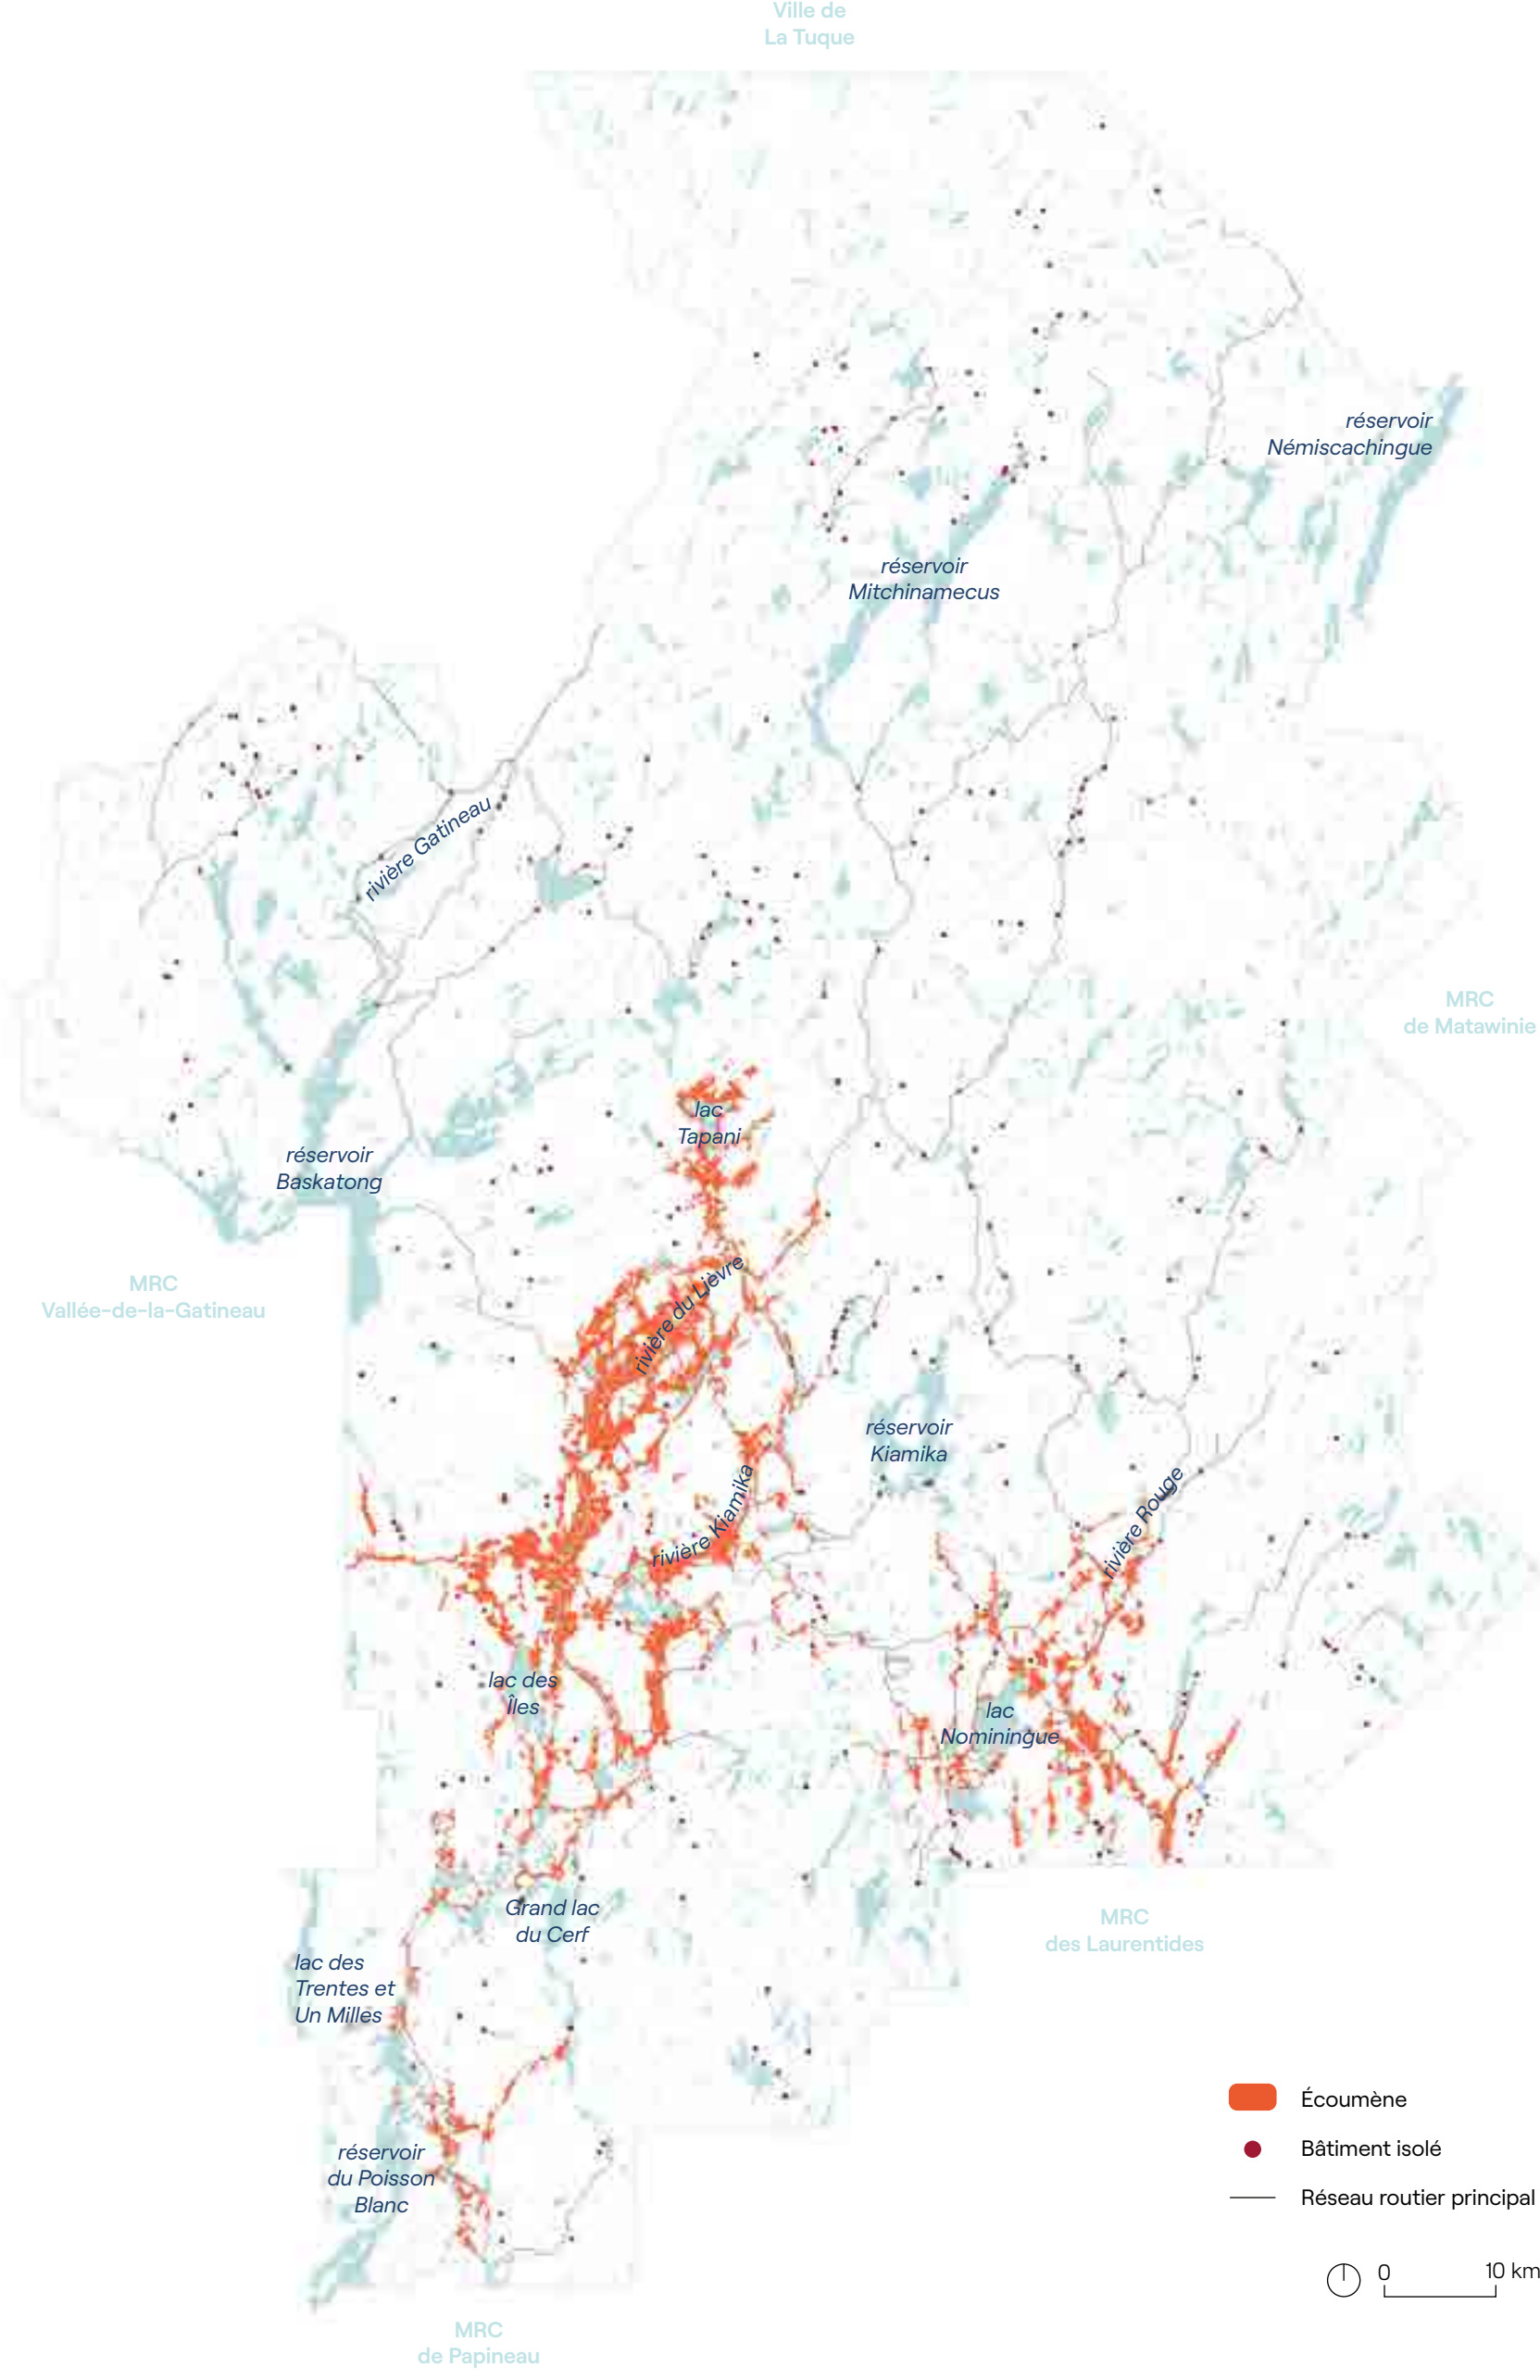 Ville de
La Tuque
réservoir
Némiscachingue
réservoir
Mitchinamecus
rivière Gatineau
MRC
de Matawinie
lac
Tapani
réservoir
Baskatong
MRC
Vallée-de-la-Gatineau
rivière du Lièvre
réservoir
Kiamika
rivière Kiamika
rivière Rouge
lac des
Îles
lac
Nominingue
Grand lac
du Cerf
MRC
des Laurentides
lac des
Trentes et
Un Milles
réservoir
du Poisson
Blanc
Écoumène
Bâtiment isolé
Réseau routier principal
0 10 km
MRC
de Papineau